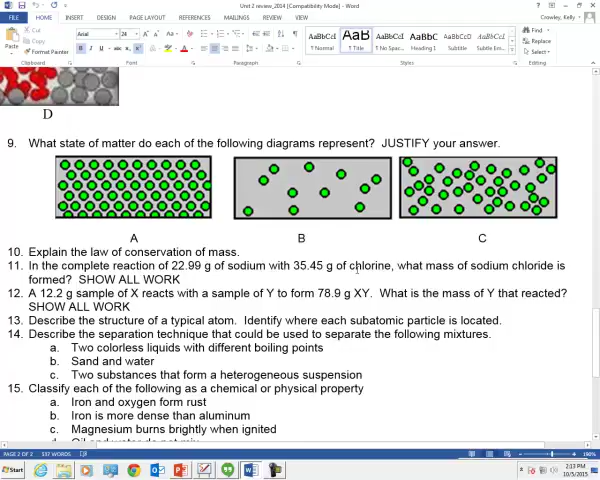 Unit 2 review_2014 [Compatibility Mode] - Word
FILE HOME INSERT DESIGN PAGE LAYOUT REFERENCES MAILINGS REVIEW VIEW
Crowley, Kelly
Paste
Cut
Copy
Format Painter
Clipboard
Arial 24
Font
Paragraph
AaBbCcI AaB AaBbCcI AaBbC AaBbCcD AaBbCcI
¶ Normal ¶ Title ¶ No Spac... Heading 1 Subtitle Subtle Em...
Styles
Find
Replace
Select
Editing
D
9. What state of matter do each of the following diagrams represent? JUSTIFY your answer.
A B C
10. Explain the law of conservation of mass.
11. In the complete reaction of 22.99 g of sodium with 35.45 g of chlorine, what mass of sodium chloride is
formed? SHOW ALL WORK
12. A 12.2 g sample of X reacts with a sample of Y to form 78.9 g XY. What is the mass of Y that reacted?
SHOW ALL WORK
13. Describe the structure of a typical atom. Identify where each subatomic particle is located.
14. Describe the separation technique that could be used to separate the following mixtures.
a. Two colorless liquids with different boiling points
b. Sand and water
c. Two substances that form a heterogeneous suspension
15. Classify each of the following as a chemical or physical property
a. Iron and oxygen form rust
b. Iron is more dense than aluminum
c. Magnesium burns brightly when ignited
d. Oil and water do not mix
PAGE 2 OF 2 337 WORDS
198%
Start
2:13 PM
10/5/2015